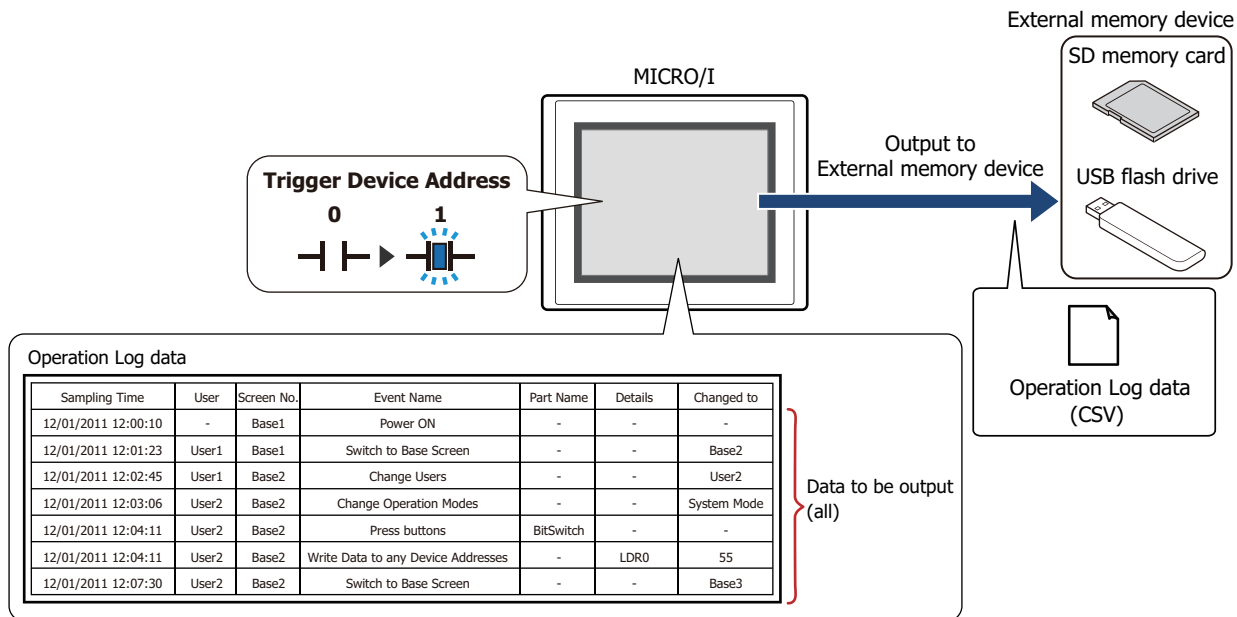 External memory device
SD memory card
MICRO/I
Output to
External memory device
USB flash drive
Trigger Device Address
0 1
Operation Log data
(CSV)
Operation Log data
Sampling Time User Screen No. Event Name Part Name Details Changed to
12/01/2011 12:00:10 - Base1 Power ON - - -
12/01/2011 12:01:23 User1 Base1 Switch to Base Screen - - Base2
12/01/2011 12:02:45 User1 Base2 Change Users - - User2
12/01/2011 12:03:06 User2 Base2 Change Operation Modes - - System Mode
12/01/2011 12:04:11 User2 Base2 Press buttons BitSwitch - -
12/01/2011 12:04:11 User2 Base2 Write Data to any Device Addresses - LDR0 55
12/01/2011 12:07:30 User2 Base2 Switch to Base Screen - - Base3
Data to be output
(all)